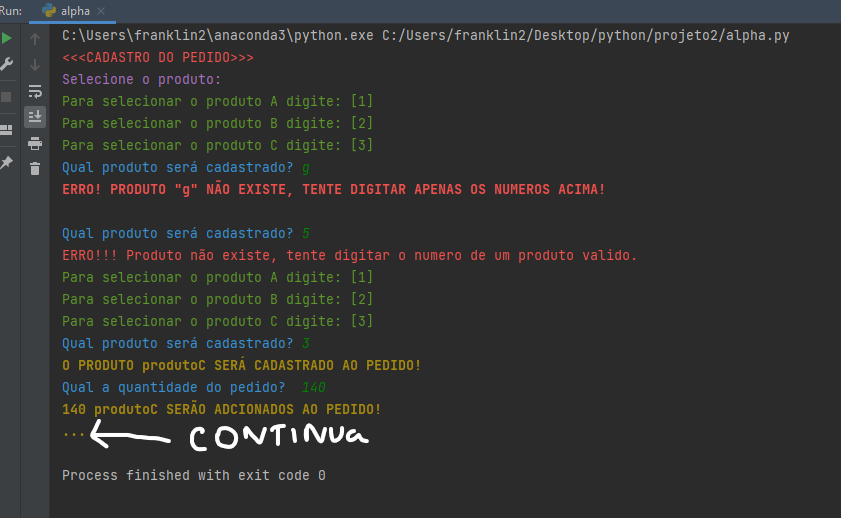 Run: alpha
C:\Users\franklin2\anaconda3\python.exe C:/Users/franklin2/Desktop/python/projeto2/alpha.py
<<<CADASTRO DO PEDIDO>>>
Selecione o produto:
Para selecionar o produto A digite: [1]
Para selecionar o produto B digite: [2]
Para selecionar o produto C digite: [3]
Qual produto será cadastrado? g
ERRO! PRODUTO "g" NÃO EXISTE, TENTE DIGITAR APENAS OS NUMEROS ACIMA!
Qual produto será cadastrado? 5
ERRO!!! Produto não existe, tente digitar o numero de um produto valido.
Para selecionar o produto A digite: [1]
Para selecionar o produto B digite: [2]
Para selecionar o produto C digite: [3]
Qual produto será cadastrado? 3
O PRODUTO produtoC SERÁ CADASTRADO AO PEDIDO!
Qual a quantidade do pedido?  140
140 produtoC SERÃO ADCIONADOS AO PEDIDO!
... CONTINUA
Process finished with exit code 0